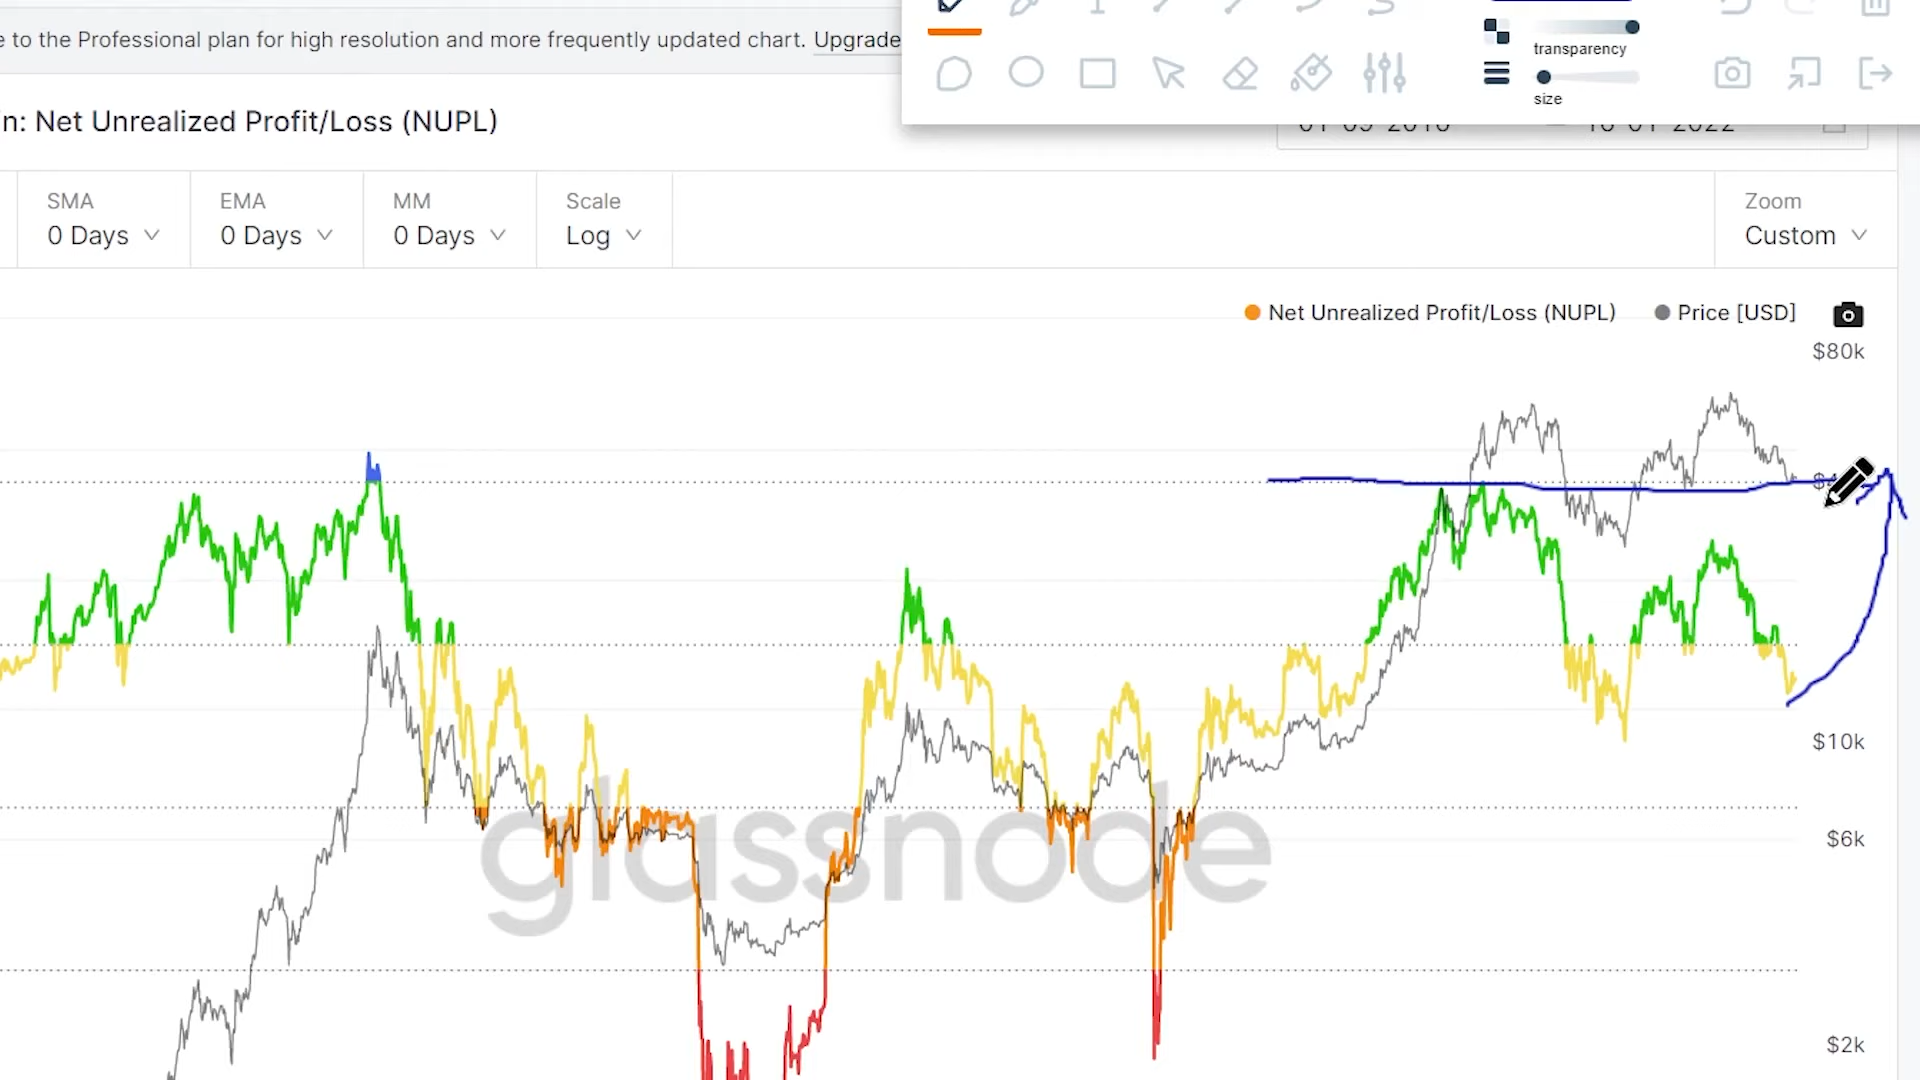 e to the Professional plan for high resolution and more frequently updated chart. Upgrade
transparency
size
n: Net Unrealized Profit/Loss (NUPL)
SMA
0 Days
EMA
0 Days
MM
0 Days
Scale
Log
Zoom
Custom
Net Unrealized Profit/Loss (NUPL)
Price [USD]
$80k
$10k
$6k
$2k
glassnode